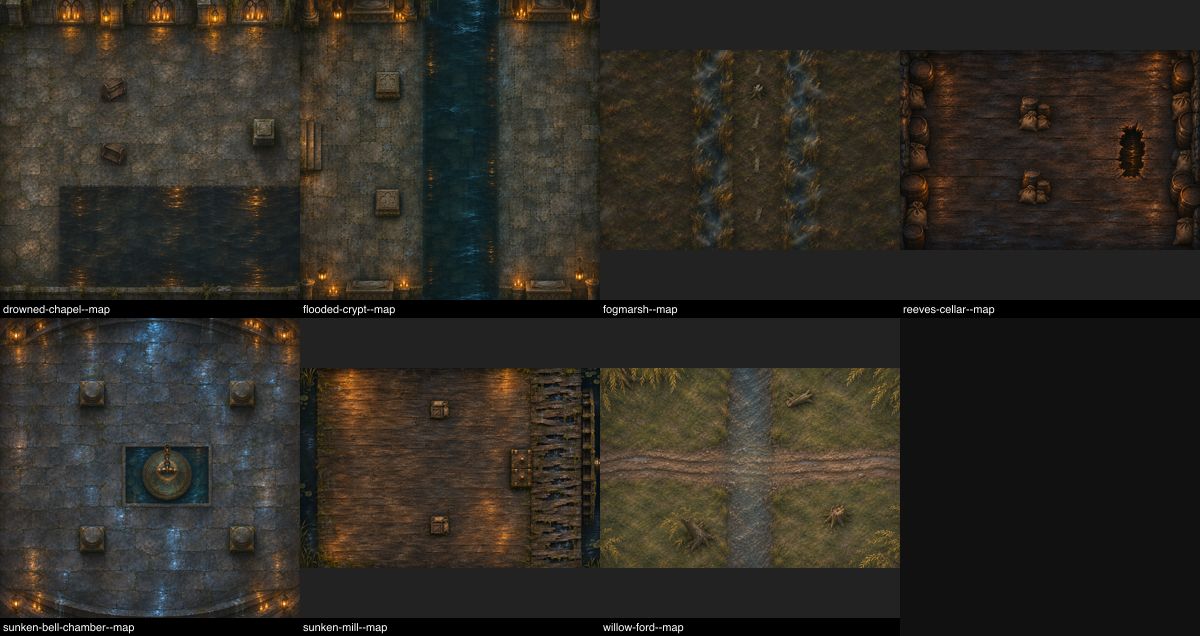 drowned-chapel--map
flooded-crypt--map
fogmarsh--map
reeves-cellar--map
sunken-bell-chamber--map
sunken-mill--map
willow-ford--map